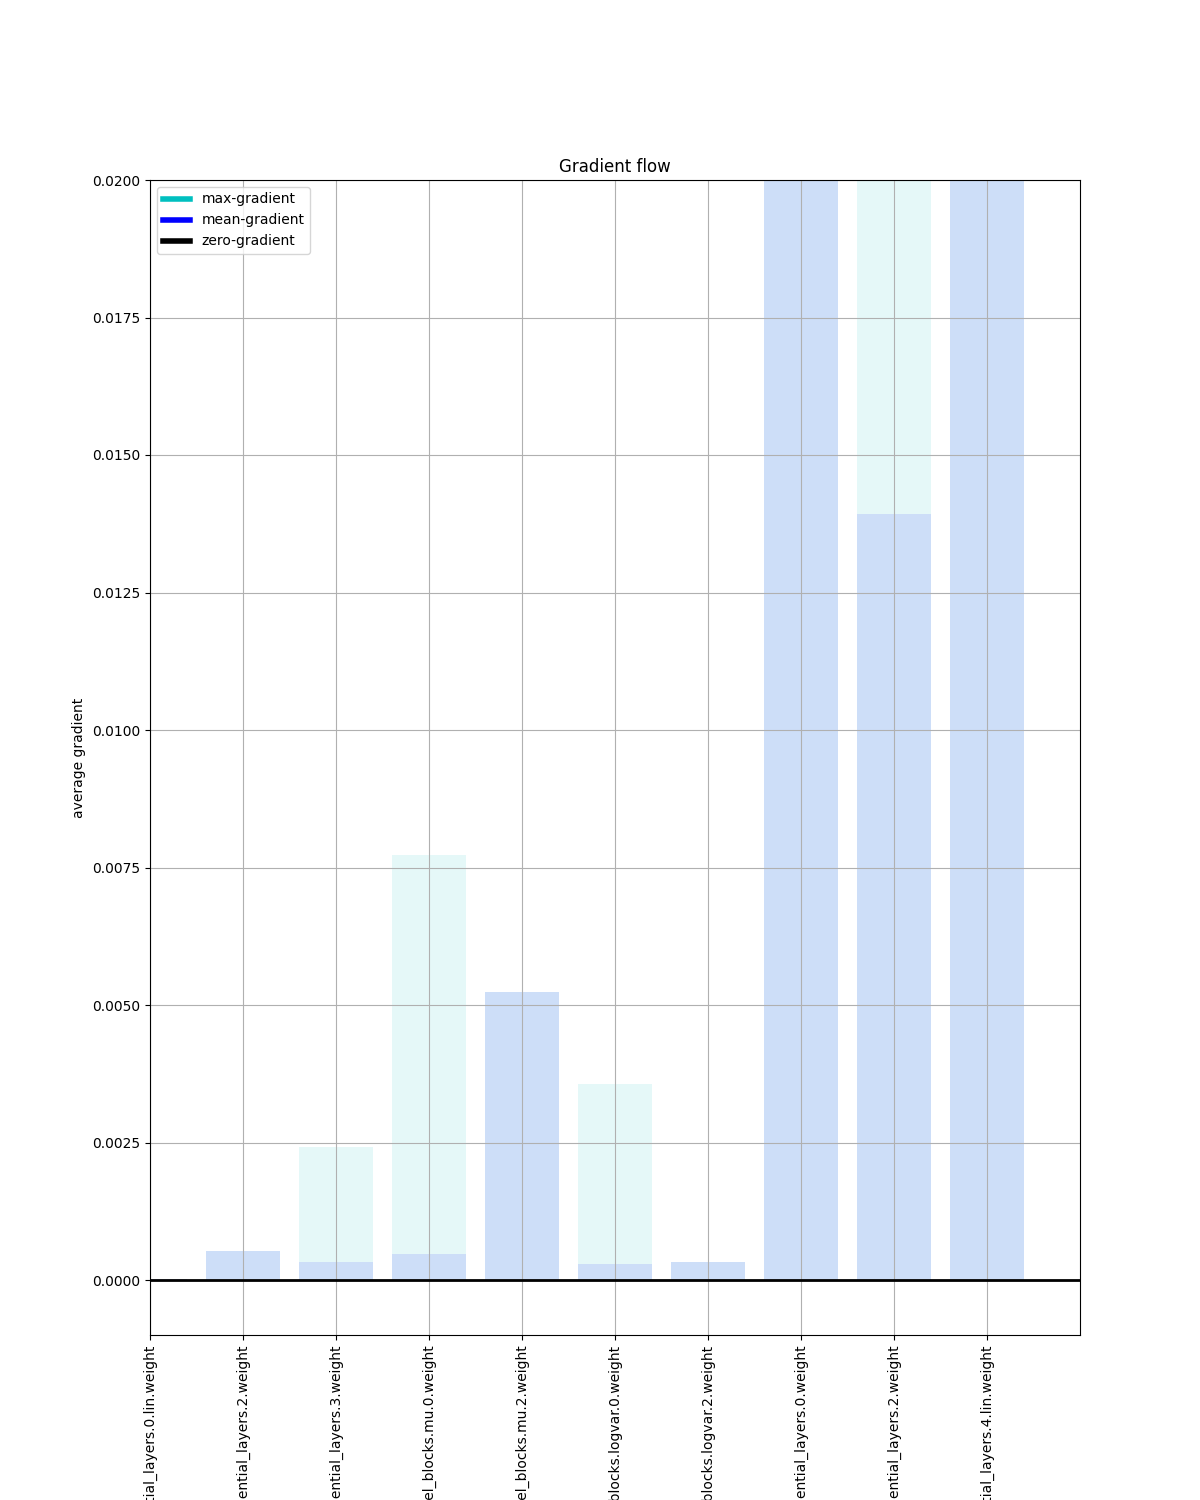 Gradient flow
max-gradient
mean-gradient
zero-gradient
0.0200
0.0175
0.0150
0.0125
0.0100
0.0075
0.0050
0.0025
0.0000
average gradient
tial_layers.0.lin.weight
ential_layers.2.weight
ential_layers.3.weight
el_blocks.mu.0.weight
el_blocks.mu.2.weight
blocks.logvar.0.weight
blocks.logvar.2.weight
ential_layers.0.weight
ential_layers.2.weight
tial_layers.4.lin.weight